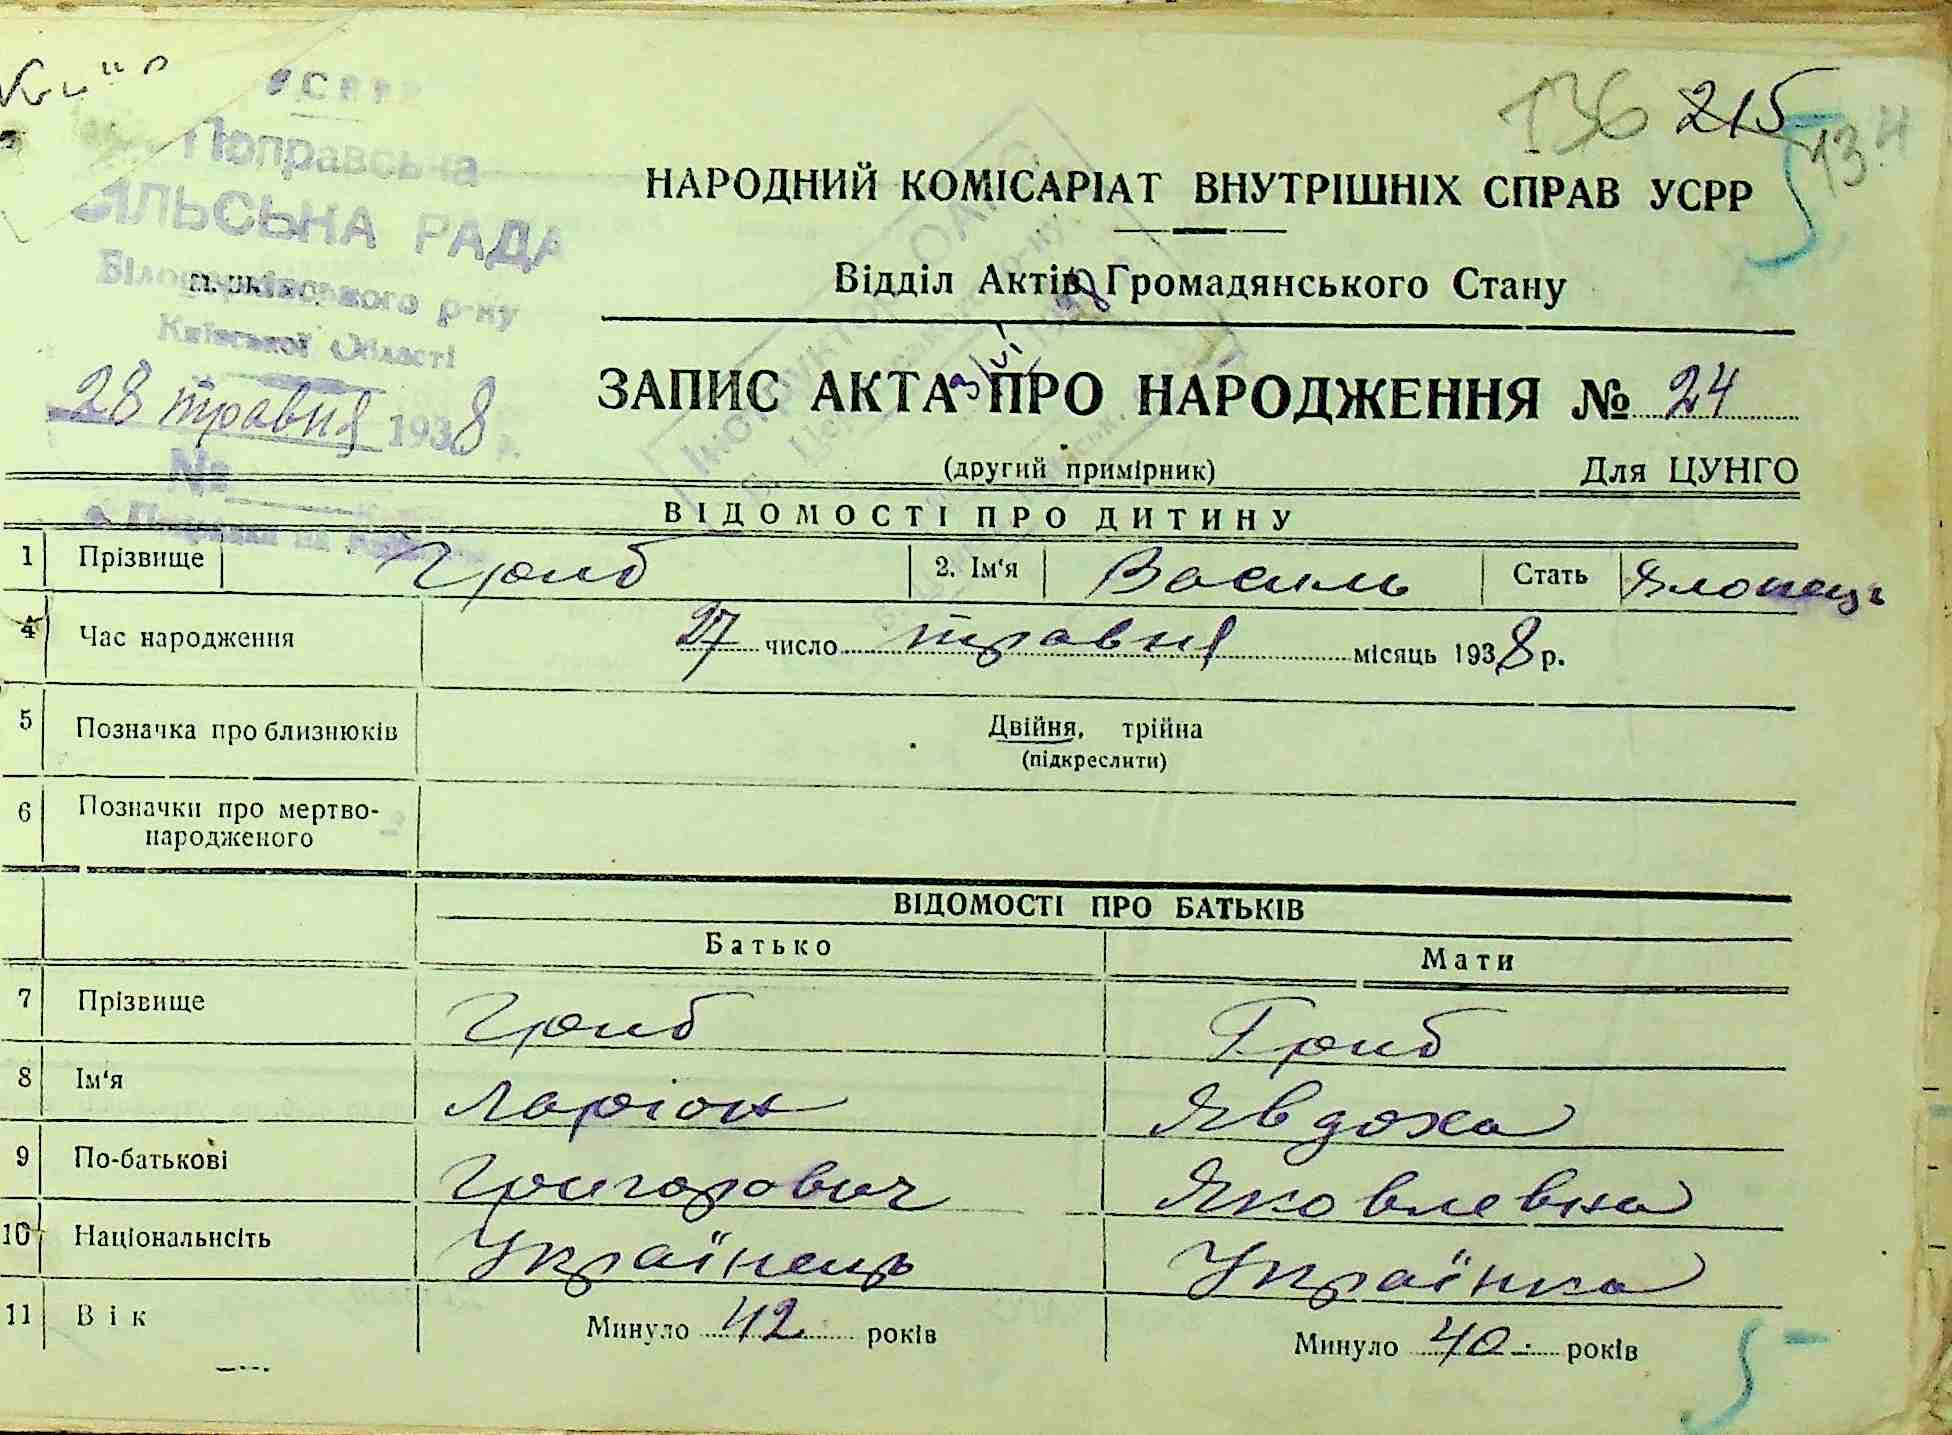 136 215
13.Н
УСРР
Поправська
СІЛЬСЬКА РАДА
Білоцерківського р-ну
Київської Області
28 травня 1938 р.
№
НАРОДНИЙ КОМІСАРІАТ ВНУТРІШНІХ СПРАВ УСРР
Відділ Актів Громадянського Стану
ЗАПИС АКТА ПРО НАРОДЖЕННЯ № 24
(другий примірник) Для ЦУНГО
ВІДОМОСТІ ПРО ДИТИНУ
1 Прізвище Гриб 2. Ім'я Василь Стать Хлопець
4 Час народження 27 число травня місяць 1938 р.
5 Позначка про близнюків Двійня, трійна
(підкреслити)
6 Позначки про мертво-
народженого
ВІДОМОСТІ ПРО БАТЬКІВ
Батько Мати
7 Прізвище Гриб Гриб
8 Ім'я Ларіон Явдоха
9 По-батькові Григорович Яковлевна
10 Національнсіть Українець Українка
11 Вік Минуло 42 років Минуло 40 років